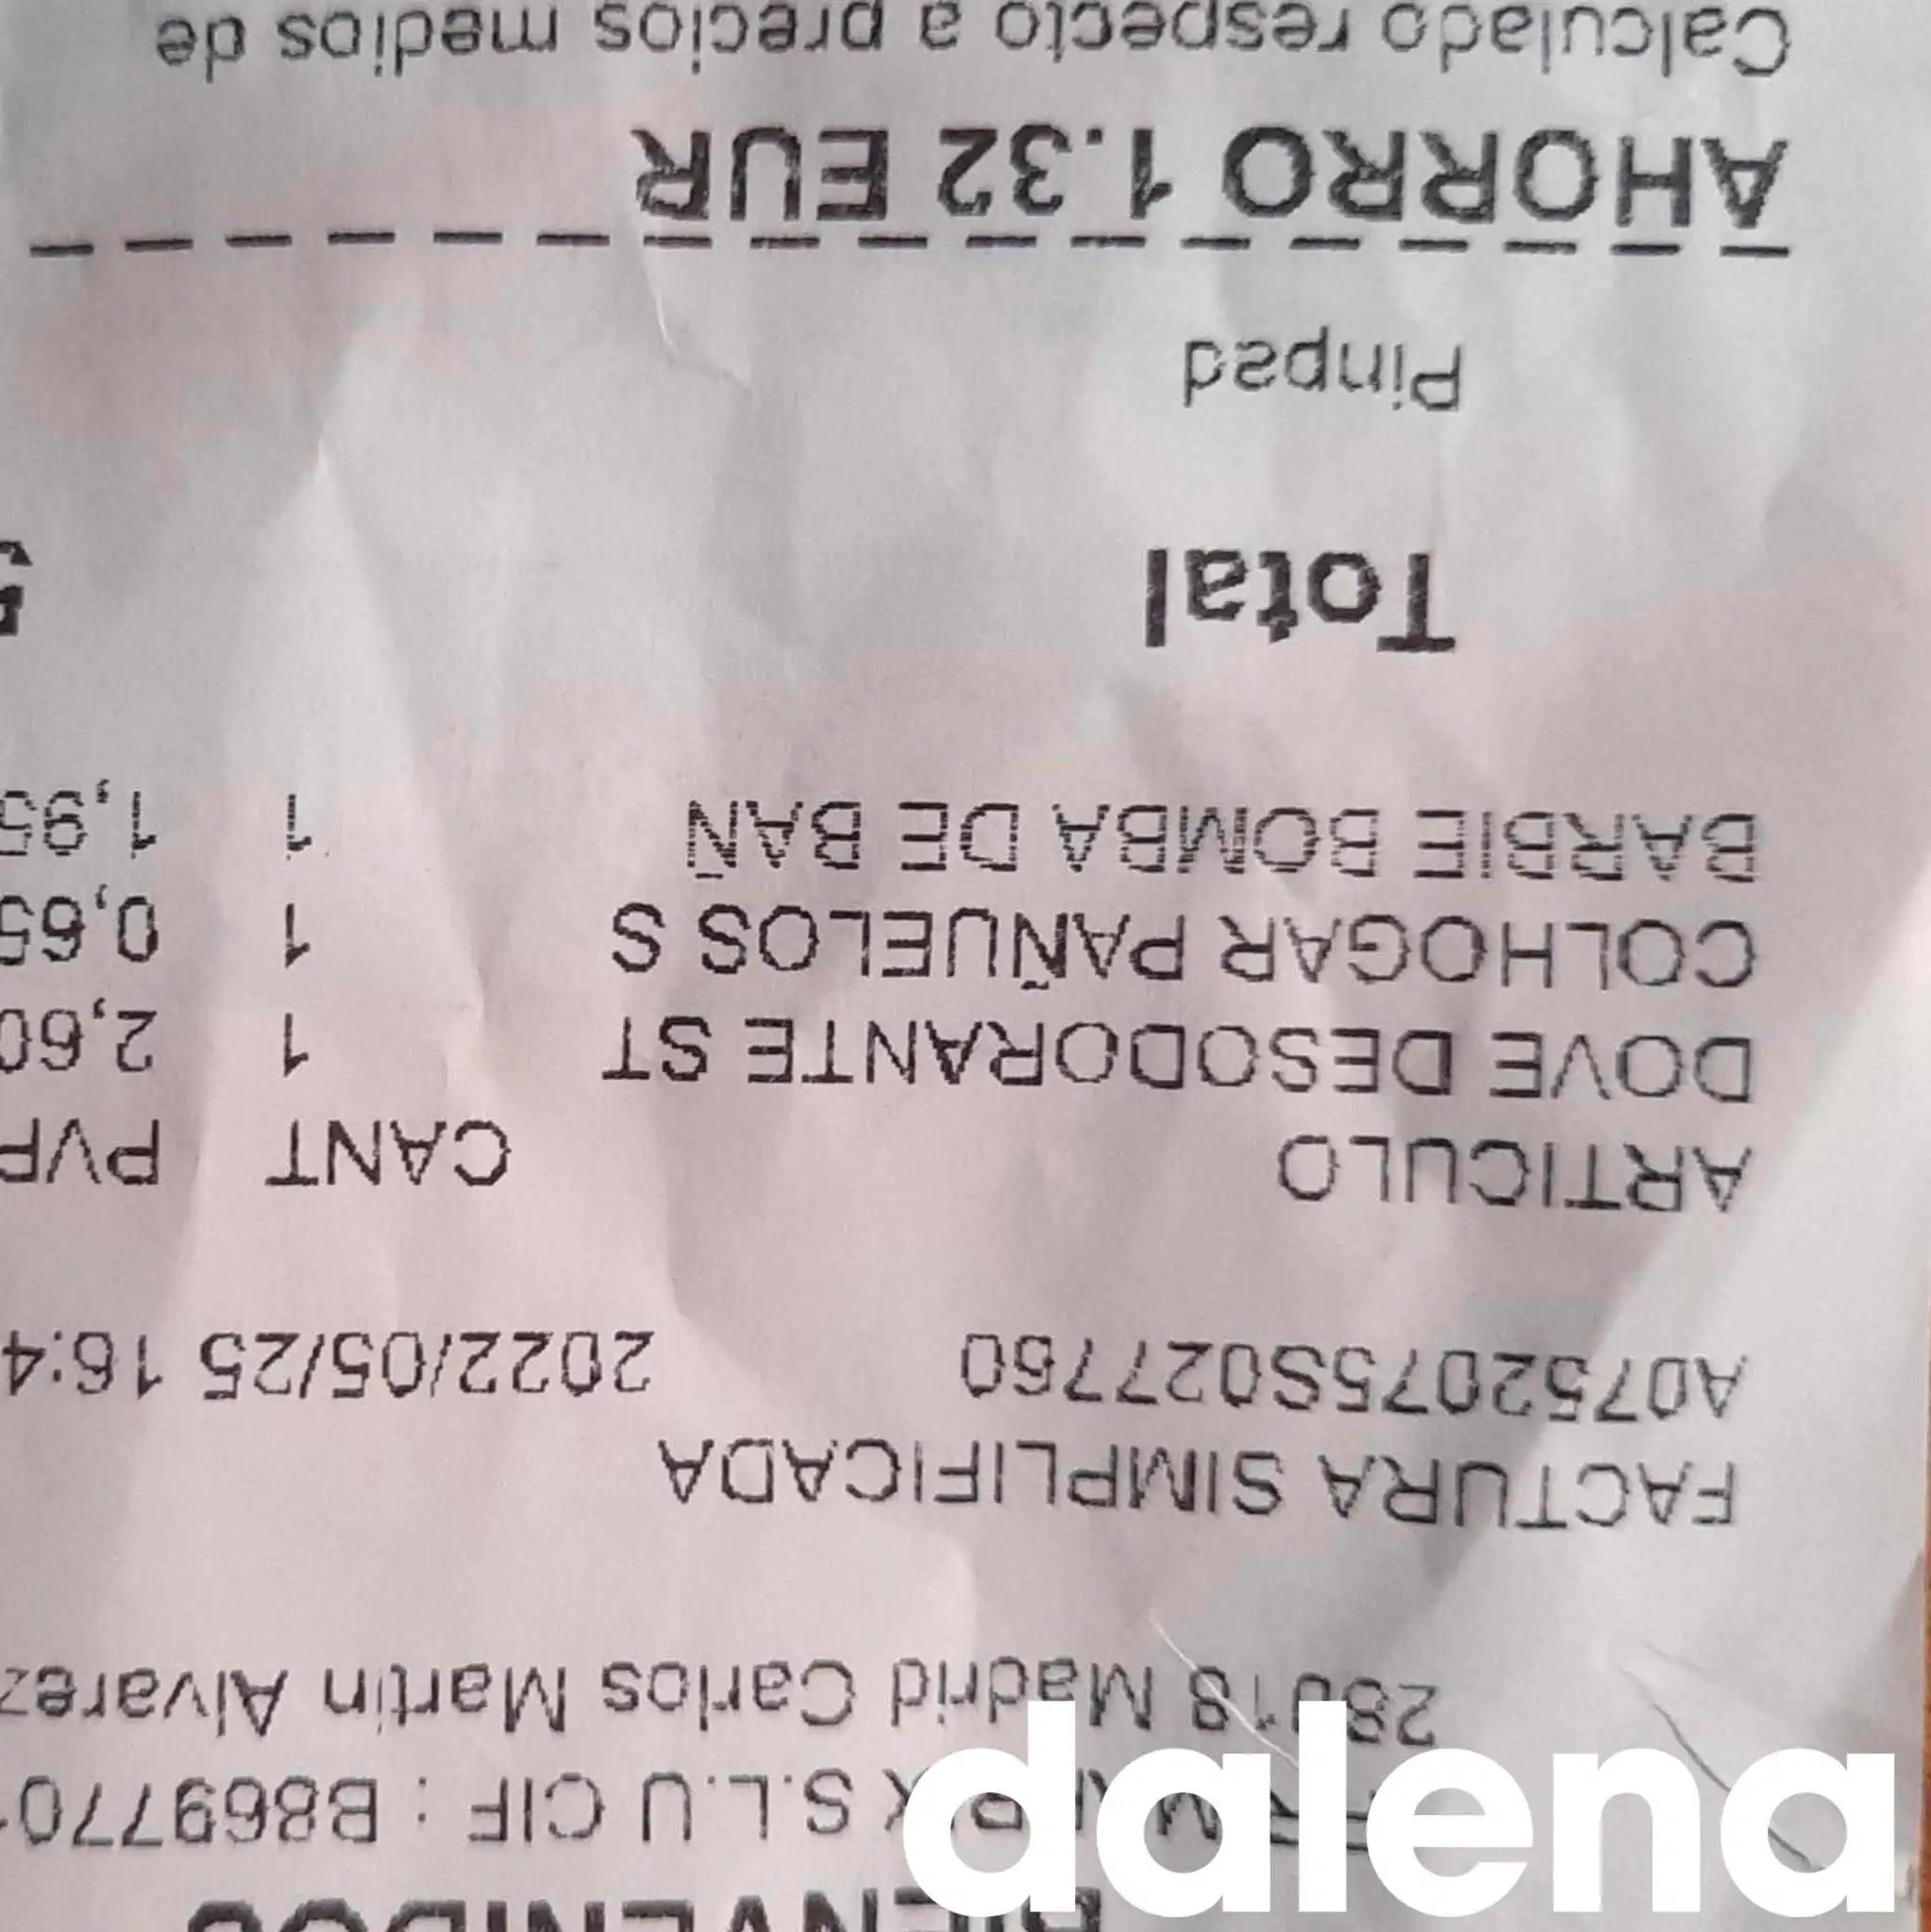 BIENVENIDOS
S.L.U CIF : B869770
Madrid Carlos Martin Alvarez
FACTURA SIMPLIFICADA
A0752075S027760 2022/05/25 16:4
ARTICULO CANT PVP
DOVE DESODORANTE ST 1 2,60
COLHOGAR PAÑUELOS S 1 0,65
BARBIE BOMBA DE BAÑ 1 1,95
Total
Pinpad
AHORRO 1.32 EUR
Calculado respecto a precios medios de
dalena